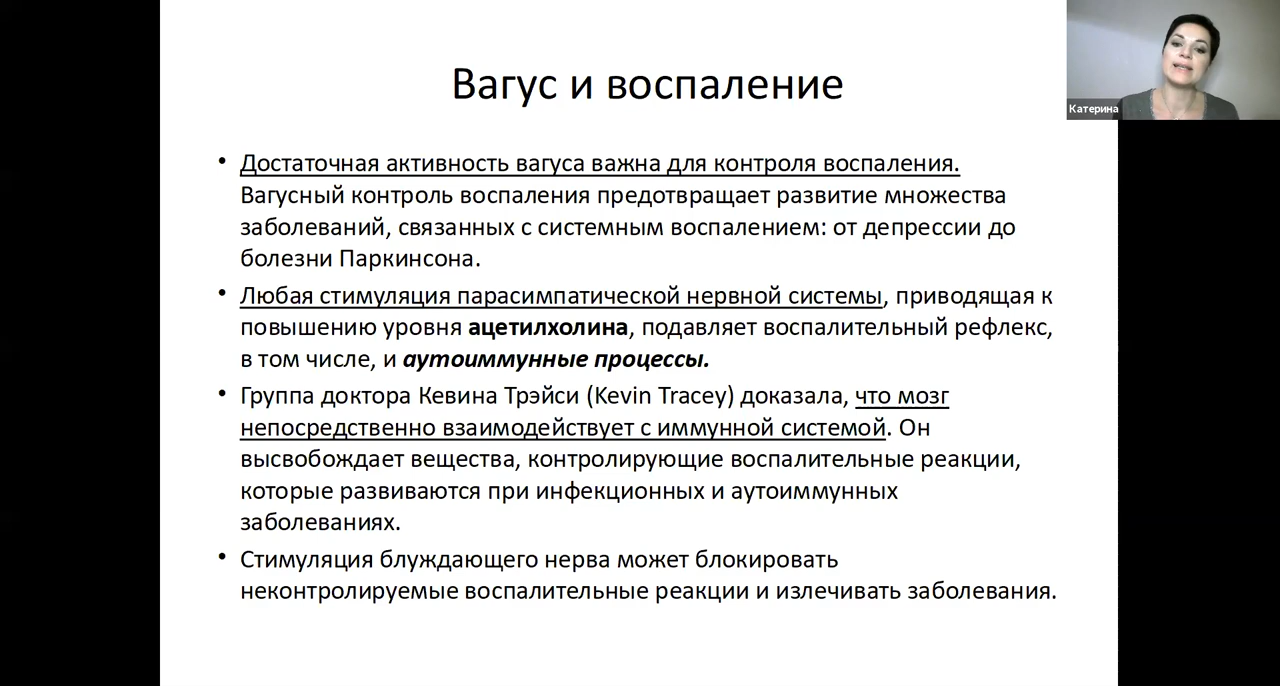 Вагус и воспаление
Катерина
• Достаточная активность вагуса важна для контроля воспаления.
Вагусный контроль воспаления предотвращает развитие множества
заболеваний, связанных с системным воспалением: от депрессии до
болезни Паркинсона.
• Любая стимуляция парасимпатической нервной системы, приводящая к
повышению уровня ацетилхолина, подавляет воспалительный рефлекс,
в том числе, и аутоиммунные процессы.
• Группа доктора Кевина Трэйси (Kevin Tracey) доказала, что мозг
непосредственно взаимодействует с иммунной системой. Он
высвобождает вещества, контролирующие воспалительные реакции,
которые развиваются при инфекционных и аутоиммунных
заболеваниях.
• Стимуляция блуждающего нерва может блокировать
неконтролируемые воспалительные реакции и излечивать заболевания.